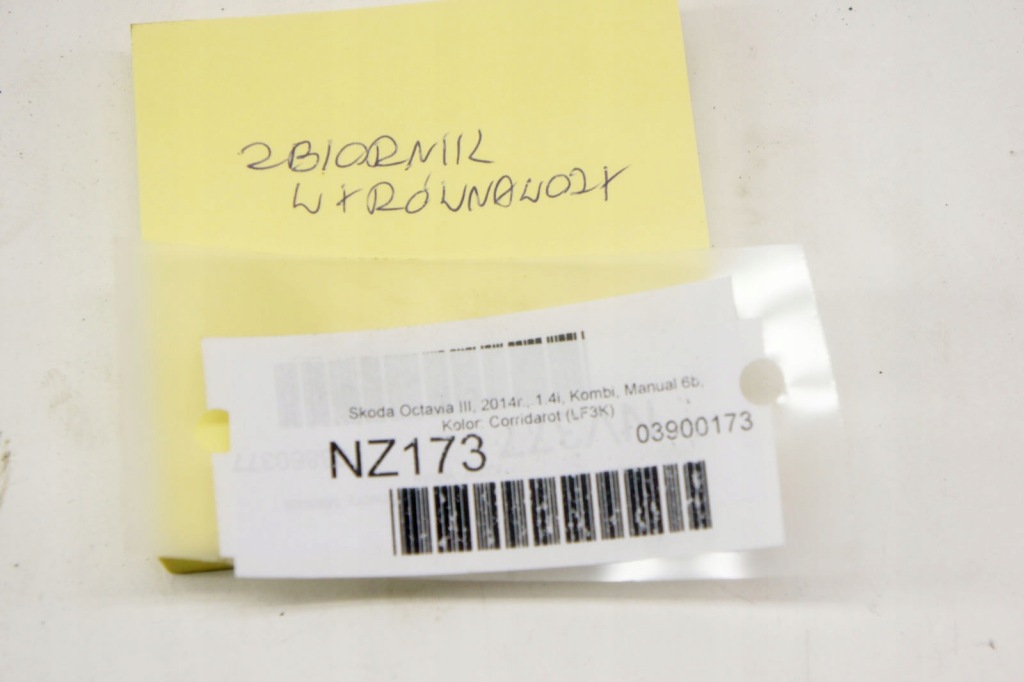 ZBIORNIK
WYRÓWNAWCZY
Skoda Octavia III, 2014r., 1.4i, Kombi, Manual 6b,
Kolor: Corridarot (LF3K)
NZ173
03900173